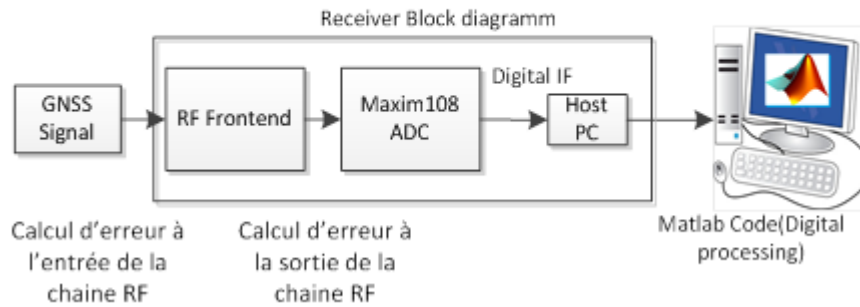 Receiver Block diagramm
GNSS
Signal
RF Frontend
Maxim108
ADC
Digital IF
Host
PC
Calcul d'erreur à
l'entrée de la
chaine RF
Calcul d'erreur à
la sortie de la
chaine RF
Matlab Code(Digital
processing)